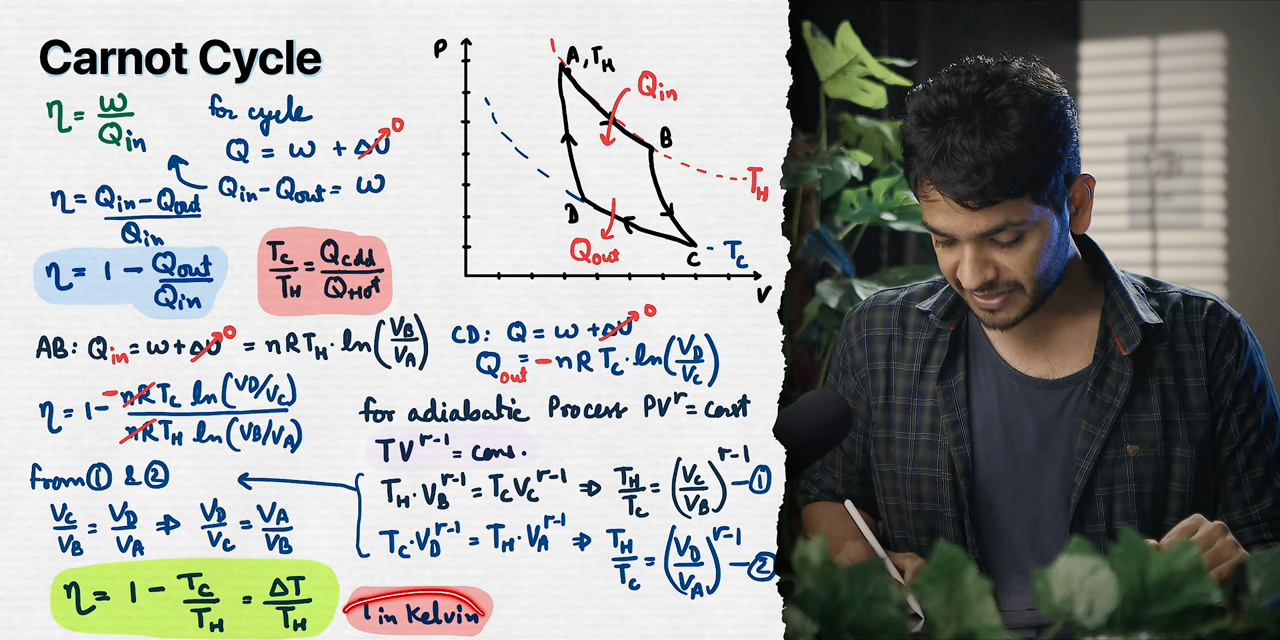 Carnot Cycle
η = W/Qin
for cycle
Q = W + ΔU→0
Qin - Qout = W
η = (Qin - Qout)/Qin
η = 1 - Qout/Qin
TC/TH = QCold/QHot
P
A, TH
Qin
B
TH
D
Qout
C
TC
V
AB: Qin = W + ΔU→0 = nRTH · ln(VB/VA)
CD: Q = W + ΔU→0
Qout = -nRTC · ln(VD/VC)
η = 1 - -nRTC ln(VD/VC)/nRTH ln(VB/VA)
for adiabatic Process PV^r = const
TV^r-1 = cons.
from ① & ②
TH · VB^r-1 = TC VC^r-1 ⇒ TH/TC = (VC/VB)^r-1 - ①
VC/VB = VD/VA ⇒ VD/VC = VA/VB
TC · VD^r-1 = TH · VA^r-1 ⇒ TH/TC = (VD/VA)^r-1 - ②
η = 1 - TC/TH = ΔT/TH
T in Kelvin